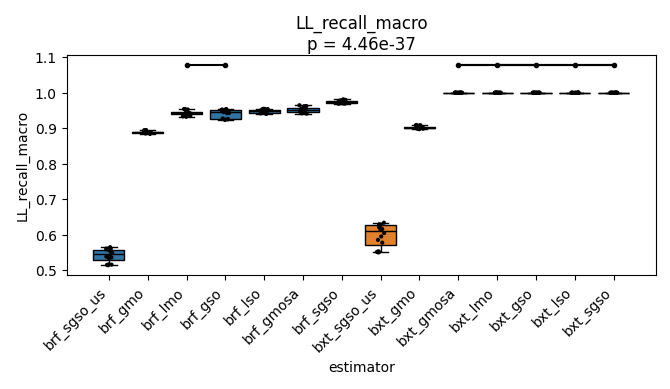 LL_recall_macro
p = 4.46e-37
1.1
1.0
0.9
0.8
0.7
0.6
0.5
LL_recall_macro
brf_sgso_us
brf_gmo
brf_lmo
brf_gso
brf_lso
brf_gmosa
brf_sgso
bxt_sgso_us
bxt_gmo
bxt_gmosa
bxt_lmo
bxt_gso
bxt_lso
bxt_sgso
estimator